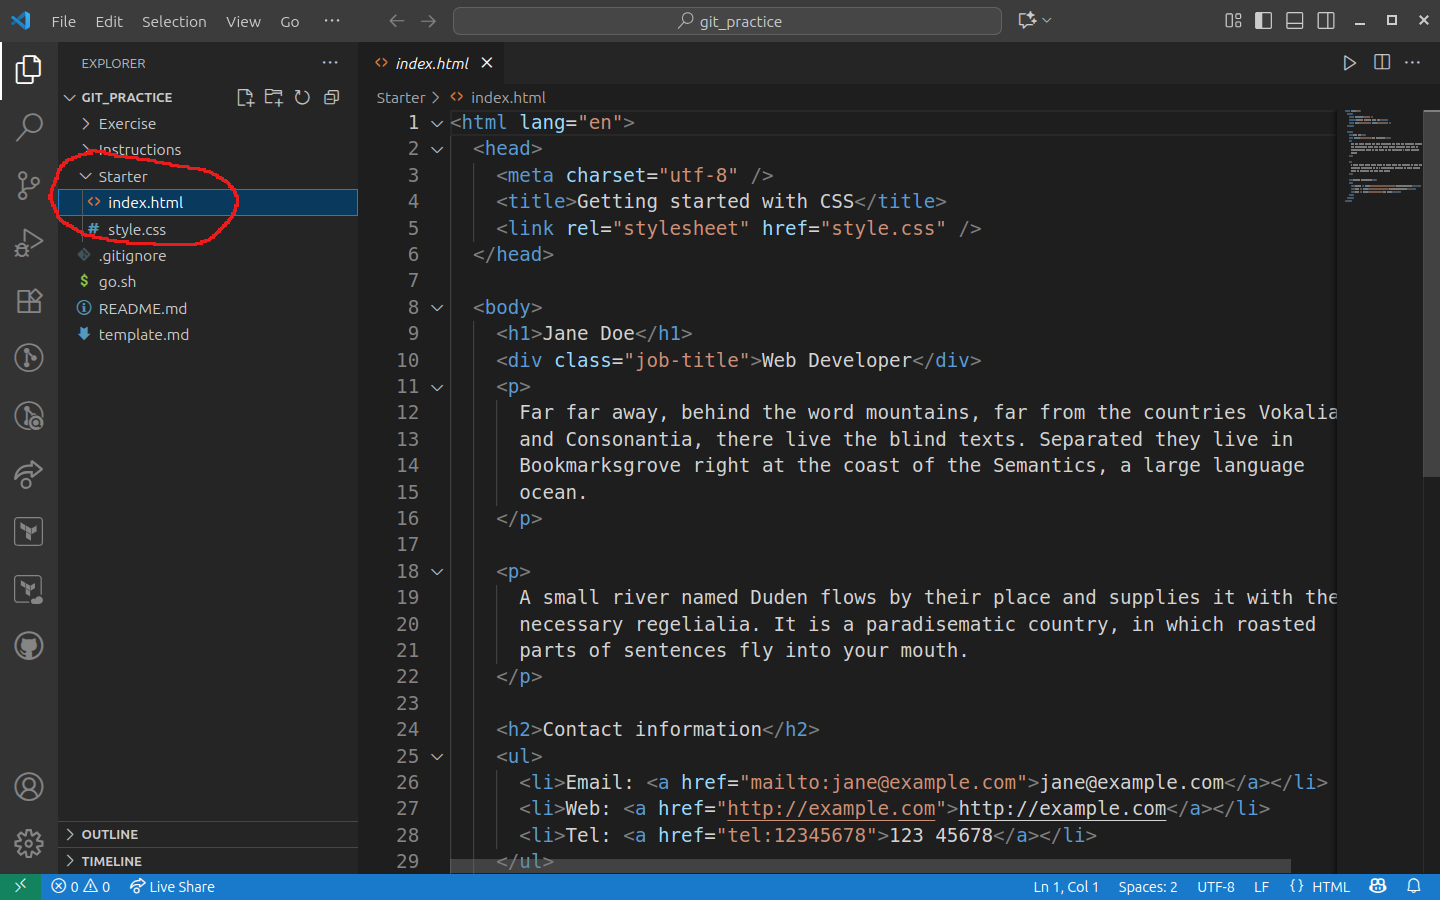 File Edit Selection View Go ··· git_practice
EXPLORER ···
GIT_PRACTICE
Exercise
Instructions
Starter
index.html
style.css
.gitignore
go.sh
README.md
template.md
OUTLINE
TIMELINE
index.html
Starter > index.html
1 <html lang="en">
2 <head>
3 <meta charset="utf-8" />
4 <title>Getting started with CSS</title>
5 <link rel="stylesheet" href="style.css" />
6 </head>
7
8 <body>
9 <h1>Jane Doe</h1>
10 <div class="job-title">Web Developer</div>
11 <p>
12 Far far away, behind the word mountains, far from the countries Vokalia
13 and Consonantia, there live the blind texts. Separated they live in
14 Bookmarksgrove right at the coast of the Semantics, a large language
15 ocean.
16 </p>
17
18 <p>
19 A small river named Duden flows by their place and supplies it with the
20 necessary regelialia. It is a paradisematic country, in which roasted
21 parts of sentences fly into your mouth.
22 </p>
23
24 <h2>Contact information</h2>
25 <ul>
26 <li>Email: <a href="mailto:jane@example.com">jane@example.com</a></li>
27 <li>Web: <a href="http://example.com">http://example.com</a></li>
28 <li>Tel: <a href="tel:12345678">123 45678</a></li>
29 </ul>
0 0 Live Share Ln 1, Col 1 Spaces: 2 UTF-8 LF {} HTML